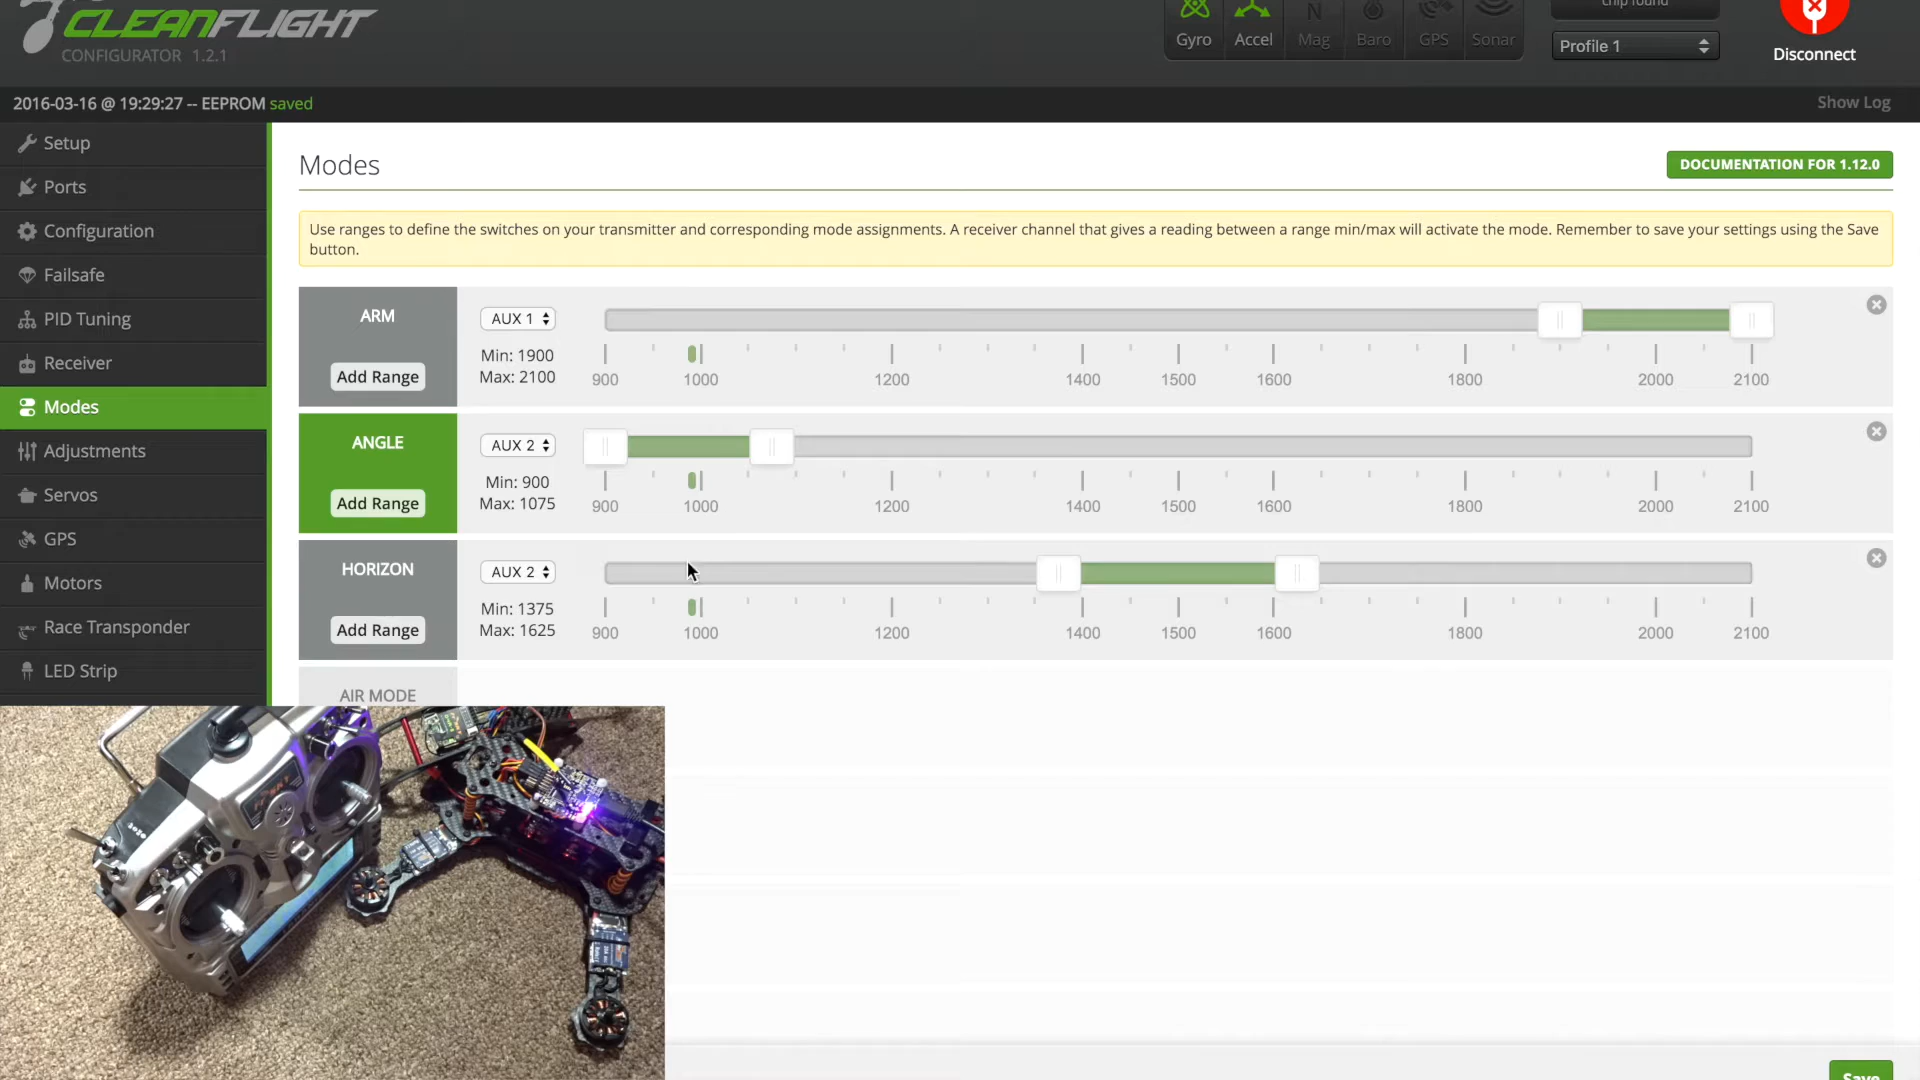 CLEANFLIGHT
CONFIGURATOR 1.2.1
Gyro Accel Mag Baro GPS Sonar
chip found
Profile 1
Disconnect
2016-03-16 @ 19:29:27 -- EEPROM saved
Show Log
Setup
Ports
Configuration
Failsafe
PID Tuning
Receiver
Modes
Adjustments
Servos
GPS
Motors
Race Transponder
LED Strip
Modes
DOCUMENTATION FOR 1.12.0
Use ranges to define the switches on your transmitter and corresponding mode assignments. A receiver channel that gives a reading between a range min/max will activate the mode. Remember to save your settings using the Save
button.
ARM
Add Range
AUX 1
Min: 1900
Max: 2100
900 1000 1200 1400 1500 1600 1800 2000 2100
ANGLE
Add Range
AUX 2
Min: 900
Max: 1075
900 1000 1200 1400 1500 1600 1800 2000 2100
HORIZON
Add Range
AUX 2
Min: 1375
Max: 1625
900 1000 1200 1400 1500 1600 1800 2000 2100
AIR MODE
Save